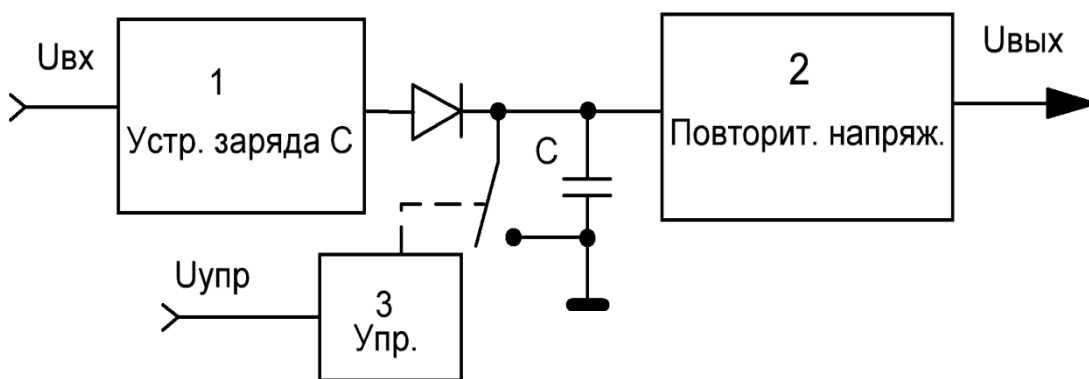 Uвх
1
Устр. заряда С
С
2
Повторит. напряж.
Uвых
Uупр
3
Упр.